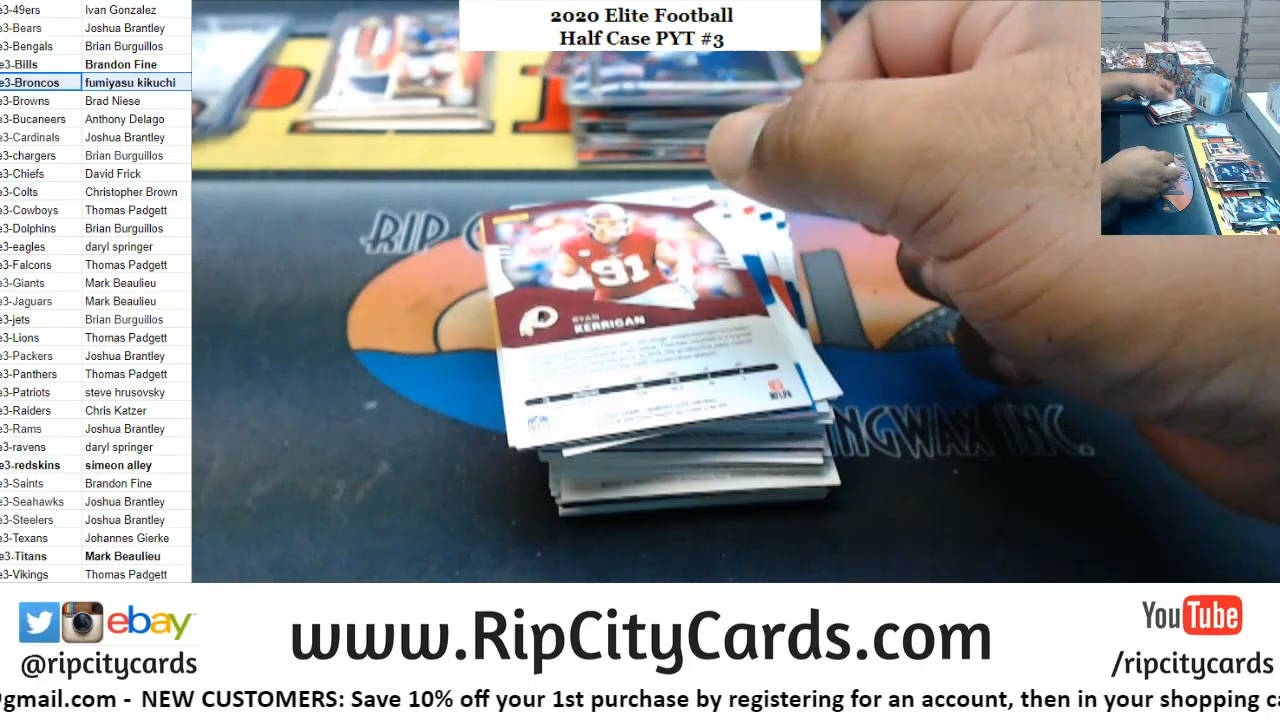 2020 Elite Football
Half Case PYT #3
e3-49ers Ivan Gonzalez
e3-Bears Joshua Brantley
e3-Bengals Brian Burguillos
e3-Bills Brandon Fine
e3-Broncos fumiyasu kikuchi
e3-Browns Brad Niese
e3-Bucaneers Anthony Delago
e3-Cardinals Joshua Brantley
e3-chargers Brian Burguillos
e3-Chiefs David Frick
e3-Colts Christopher Brown
e3-Cowboys Thomas Padgett
e3-Dolphins Brian Burguillos
e3-eagles daryl springer
e3-Falcons Thomas Padgett
e3-Giants Mark Beaulieu
e3-Jaguars Mark Beaulieu
e3-jets Brian Burguillos
e3-Lions Thomas Padgett
e3-Packers Joshua Brantley
e3-Panthers Thomas Padgett
e3-Patriots steve hrusovsky
e3-Raiders Chris Katzer
e3-Rams Joshua Brantley
e3-ravens daryl springer
e3-redskins simeon alley
e3-Saints Brandon Fine
e3-Seahawks Joshua Brantley
e3-Steelers Joshua Brantley
e3-Texans Johannes Gierke
e3-Titans Mark Beaulieu
e3-Vikings Thomas Padgett
RIP
91
RYAN
KERRIGAN
NFLPA
INGWAX INC.
ebay
@ripcitycards
www.RipCityCards.com
YouTube
/ripcitycards
@gmail.com - NEW CUSTOMERS: Save 10% off your 1st purchase by registering for an account, then in your shopping ca